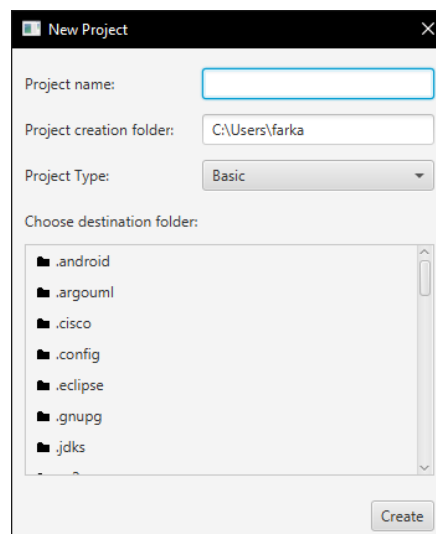 New Project
Project name:
Project creation folder: C:\Users\farka
Project Type: Basic
Choose destination folder:
.android
.argouml
.cisco
.config
.eclipse
.gnupg
.jdks
Create